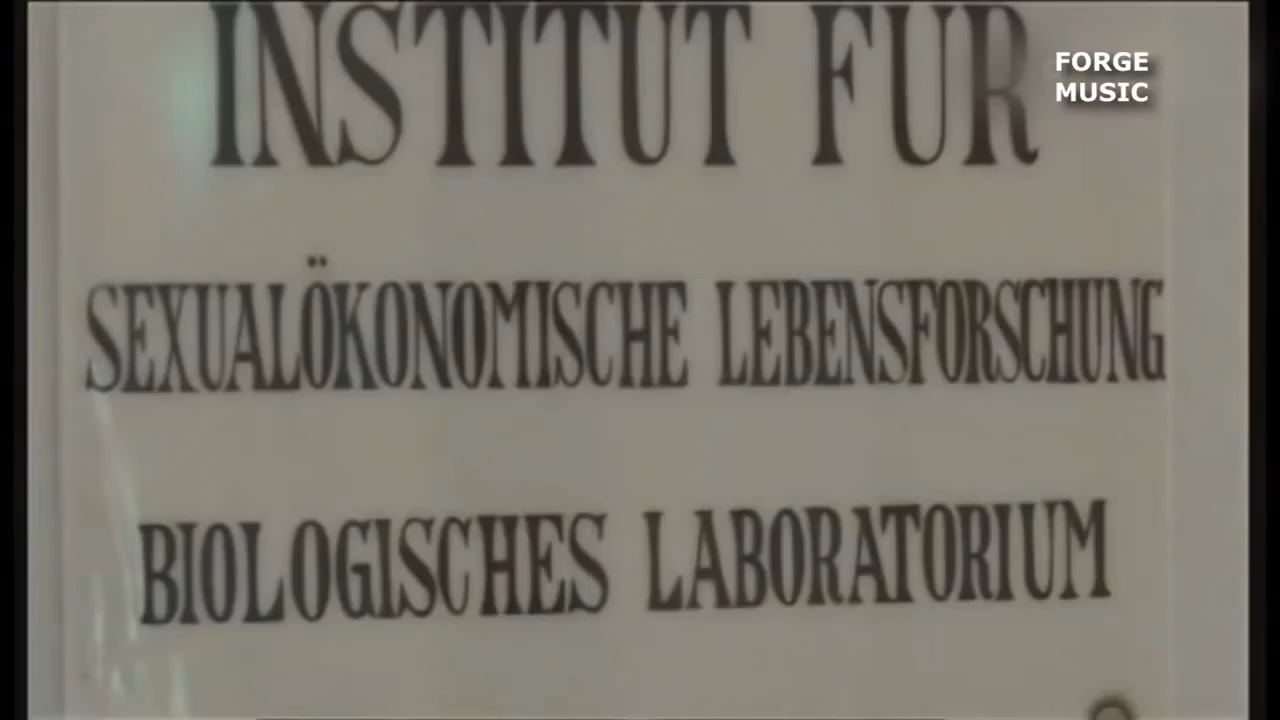 INSTITUT FUR
FORGE
MUSIC
SEXUALÖKONOMISCHE LEBENSFORSCHUNG
BIOLOGISCHES LABORATORIUM